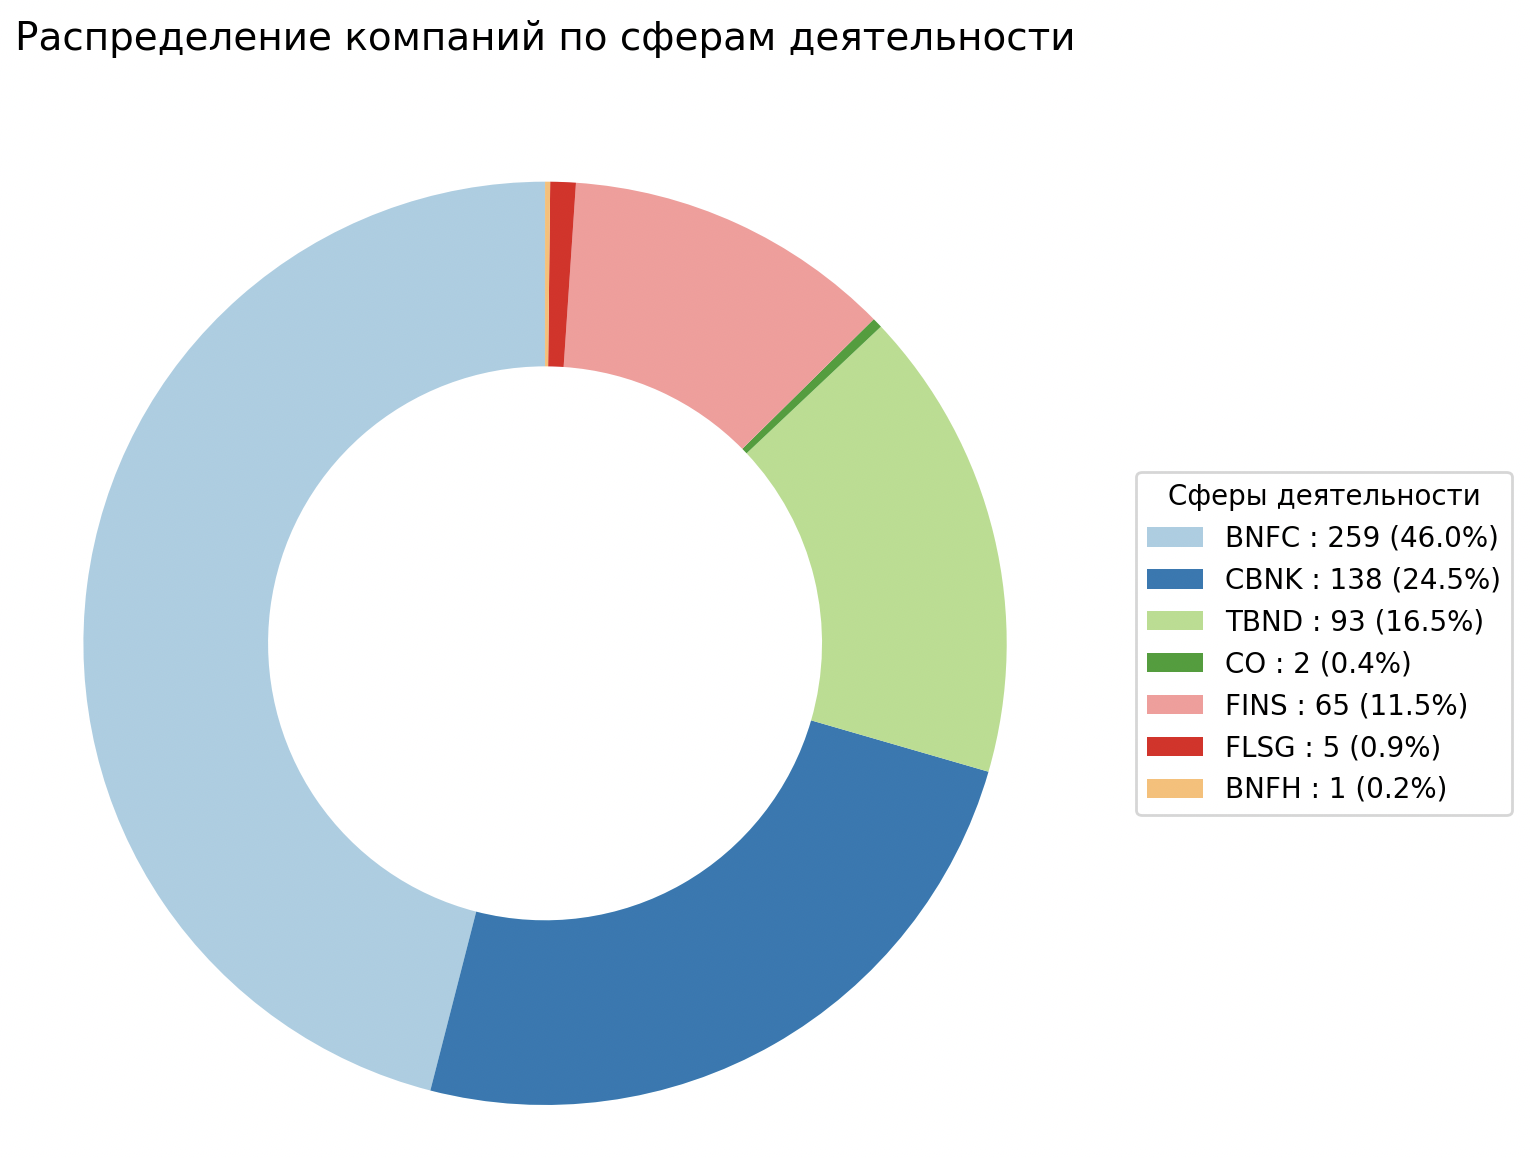 Распределение компаний по сферам деятельности
Сферы деятельности
BNFC : 259 (46.0%)
CBNK : 138 (24.5%)
TBND : 93 (16.5%)
CO : 2 (0.4%)
FINS : 65 (11.5%)
FLSG : 5 (0.9%)
BNFH : 1 (0.2%)